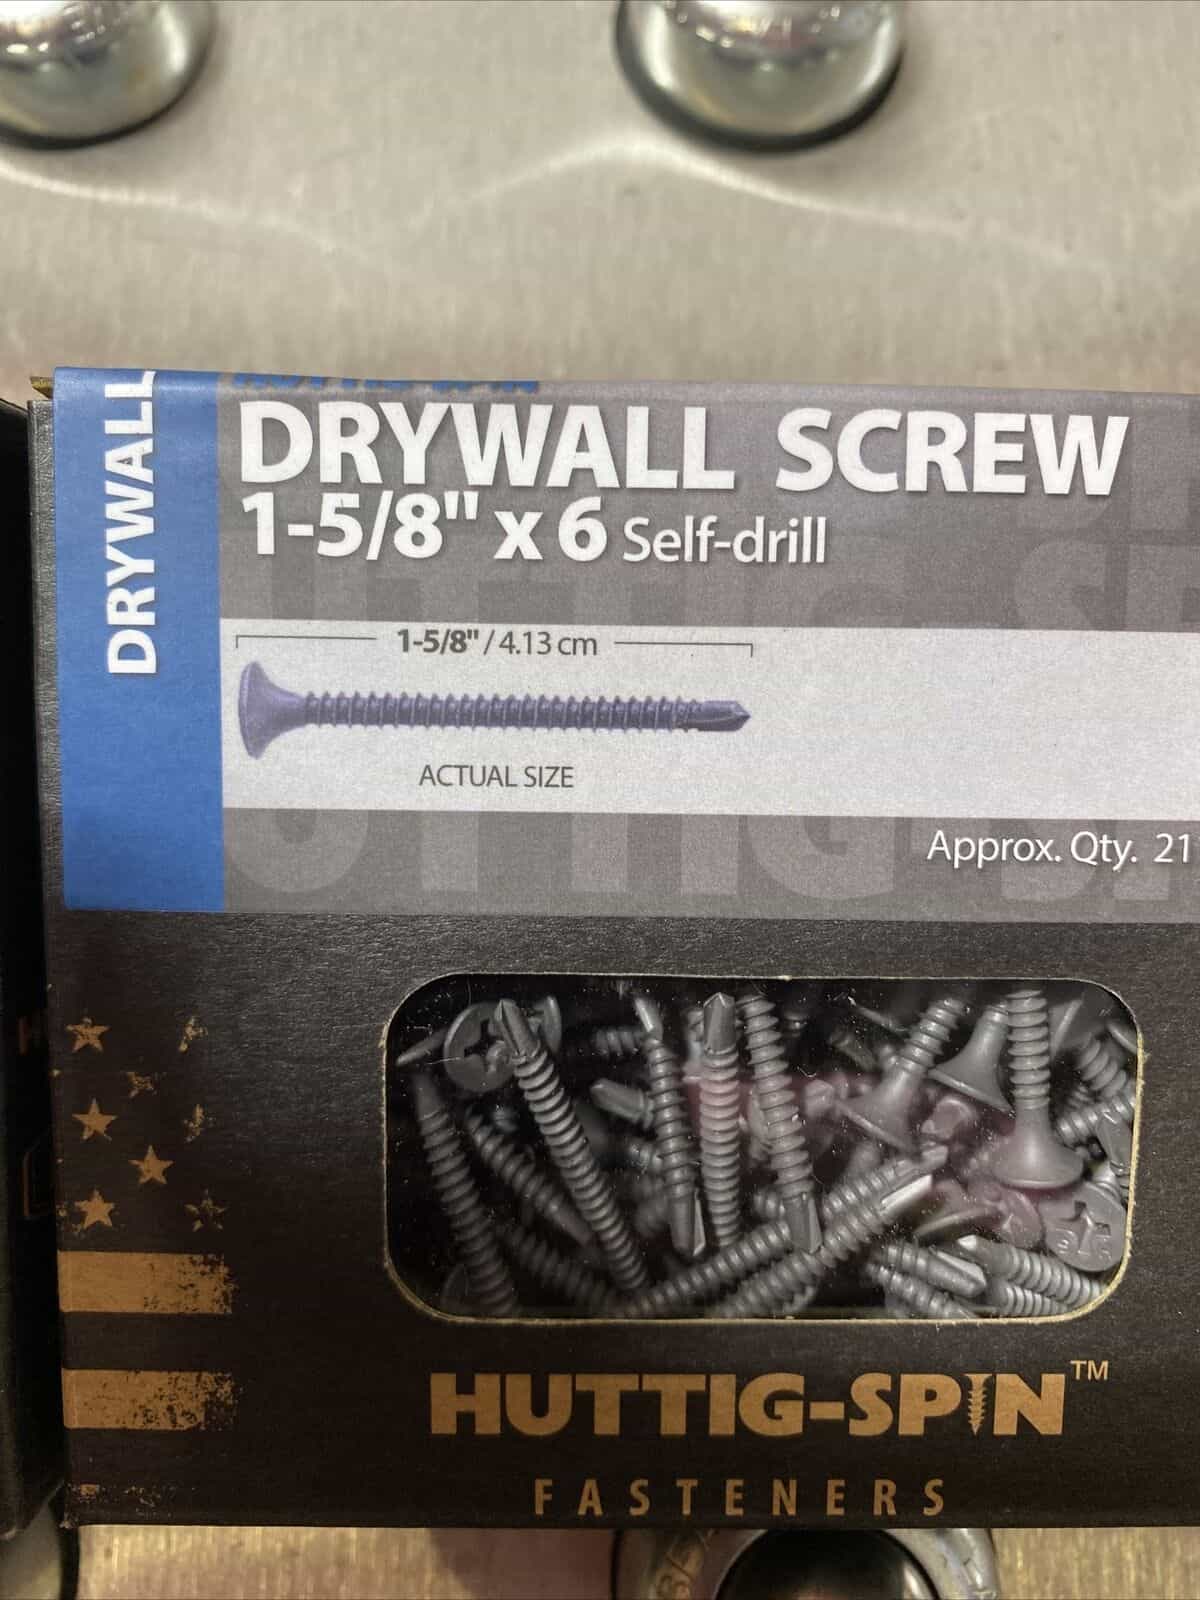 DRYWALL
DRYWALL SCREW
1-5/8" x 6 Self-drill
1-5/8" / 4.13 cm
ACTUAL SIZE
Approx. Qty. 21
HUTTIG-SPIN™
FASTENERS